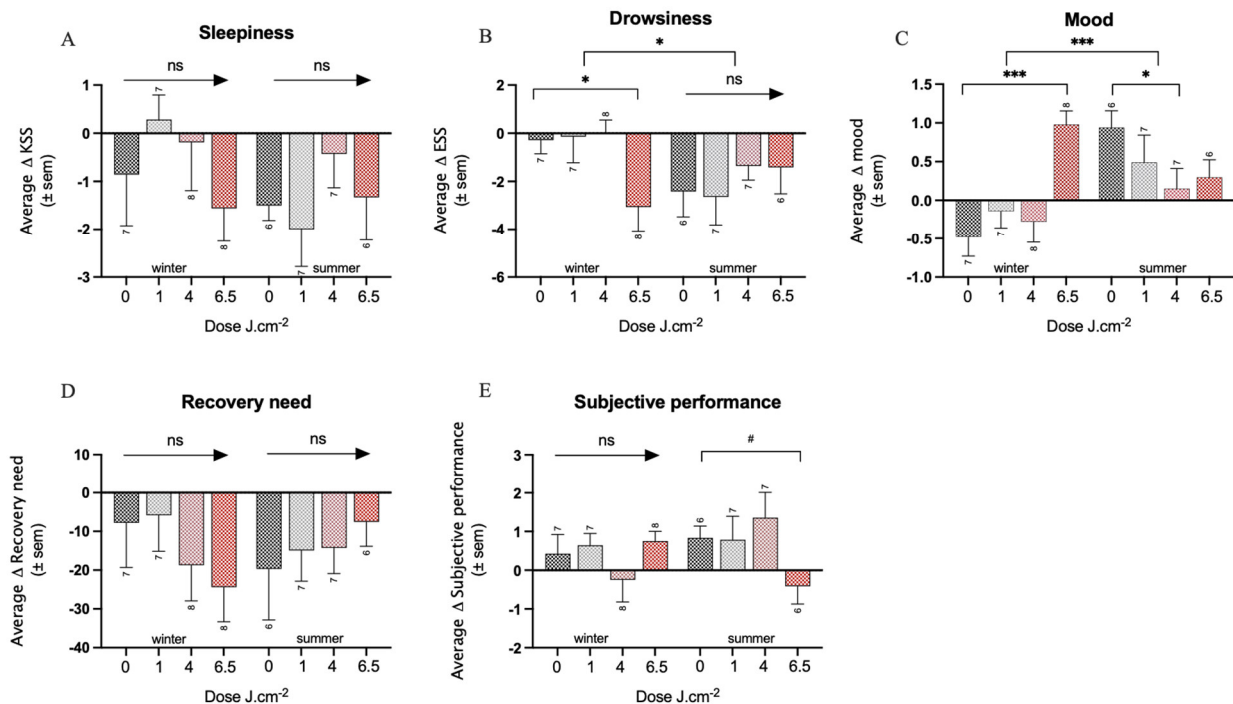 A
Sleepiness
ns
ns
7
Average Δ KSS
(± sem)
1
0
-1
-2
-3
7
8
8
6
7
7
6
winter
summer
0 1 4 6.5 0 1 4 6.5
Dose J.cm-2
B
Drowsiness
*
*
ns
Average Δ ESS
(± sem)
2
0
-2
-4
-6
7
7
8
8
6
7
7
6
winter
summer
0 1 4 6.5 0 1 4 6.5
Dose J.cm-2
C
Mood
***
***
*
Average Δ mood
(± sem)
1.5
1.0
0.5
0.0
-0.5
-1.0
7
7
8
8
6
7
7
6
winter
summer
0 1 4 6.5 0 1 4 6.5
Dose J.cm-2
D
Recovery need
ns
ns
Average Δ Recovery need
(± sem)
10
0
-10
-20
-30
-40
7
7
8
8
6
7
7
6
winter
summer
0 1 4 6.5 0 1 4 6.5
Dose J.cm-2
E
Subjective performance
ns
#
Average Δ Subjective performance
(± sem)
3
2
1
0
-1
-2
7
7
8
8
6
7
7
6
winter
summer
0 1 4 6.5 0 1 4 6.5
Dose J.cm-2